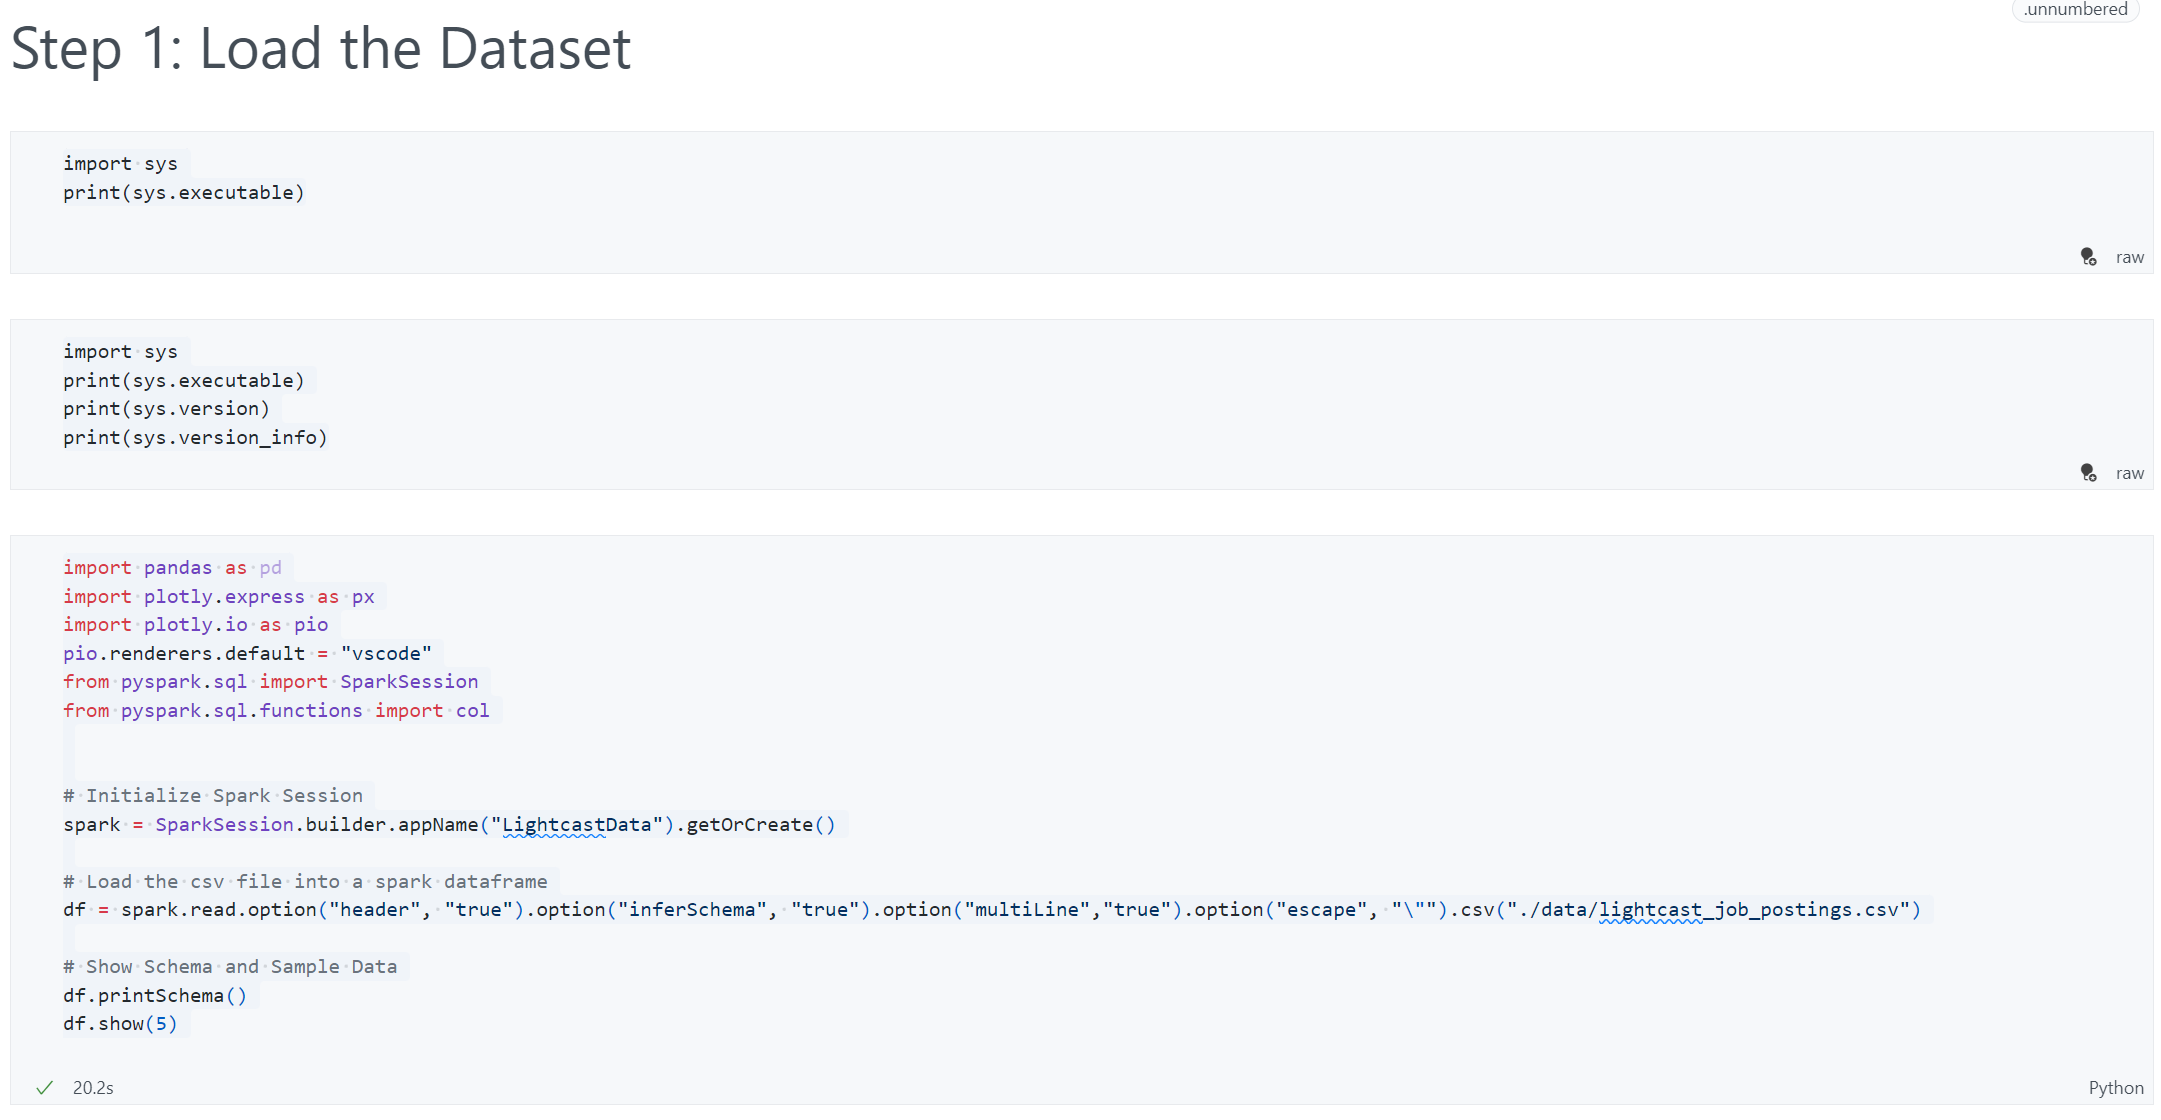 .unnumbered
Step 1: Load the Dataset
import sys
print(sys.executable)
raw
import sys
print(sys.executable)
print(sys.version)
print(sys.version_info)
raw
import pandas as pd
import plotly.express as px
import plotly.io as pio
pio.renderers.default = "vscode"
from pyspark.sql import SparkSession
from pyspark.sql.functions import col
# Initialize Spark Session
spark = SparkSession.builder.appName("LightcastData").getOrCreate()
# Load the csv file into a spark dataframe
df = spark.read.option("header", "true").option("inferSchema", "true").option("multiLine","true").option("escape", "\"").csv("./data/lightcast_job_postings.csv")
# Show Schema and Sample Data
df.printSchema()
df.show(5)
20.2s
Python